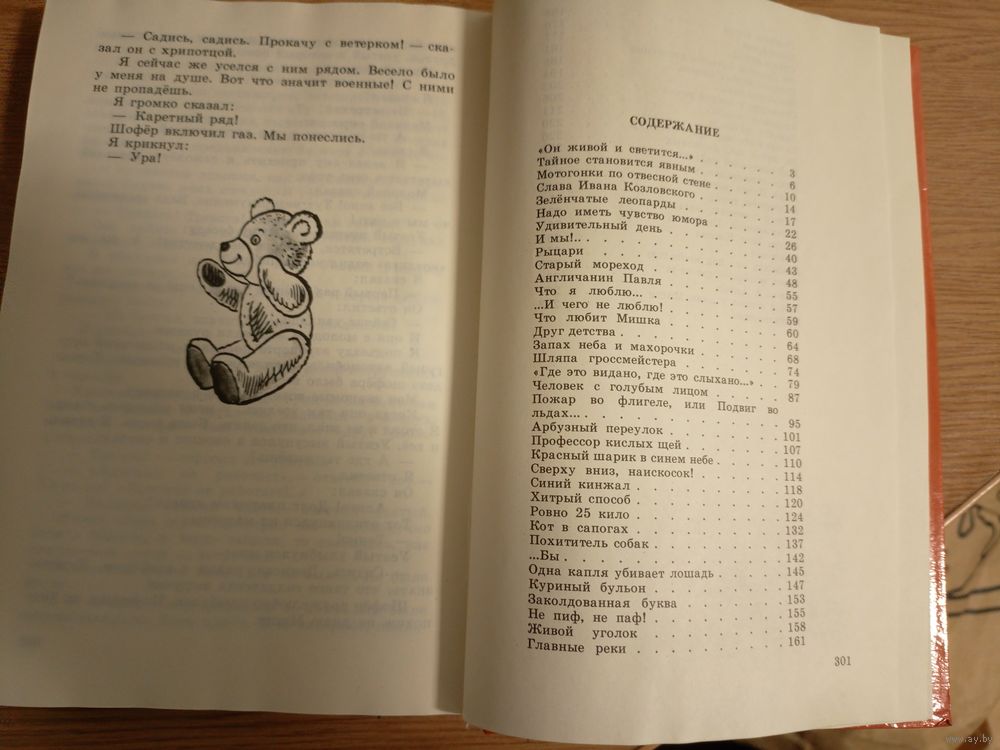 — Садись, садись. Прокачу с ветерком! — ска-
зал он с хрипотцой.
Я сейчас же уселся с ним рядом. Весело было
у меня на душе. Вот что значит военные! С ними
не пропадёшь.
Я громко сказал:
— Каретный ряд!
Шофёр включил газ. Мы понеслись.
Я крикнул:
— Ура!
СОДЕРЖАНИЕ
«Он живой и светится...» . . . . . . 3
Тайное становится явным . . . . . . 6
Мотогонки по отвесной стене . . . . . 10
Слава Ивана Козловского . . . . . . 14
Зелёнчатые леопарды . . . . . . . 17
Надо иметь чувство юмора . . . . . . 22
Удивительный день . . . . . . . . 26
И мы!.. . . . . . . . . . . . 40
Рыцари . . . . . . . . . . . 43
Старый мореход . . . . . . . . . 48
Англичанин Павля . . . . . . . . 55
Что я люблю... . . . . . . . . . 57
...И чего не люблю! . . . . . . . . 59
Что любит Мишка . . . . . . . . 60
Друг детства . . . . . . . . . . 64
Запах неба и махорочки . . . . . . . 68
Шляпа гроссмейстера . . . . . . . 74
«Где это видано, где это слыхано...» . . . 79
Человек с голубым лицом . . . . . . 87
Пожар во флигеле, или Подвиг во
льдах... . . . . . . . . . . . 95
Арбузный переулок . . . . . . . . 101
Профессор кислых щей . . . . . . . 107
Красный шарик в синем небе . . . . . 110
Сверху вниз, наискосок! . . . . . . . 114
Синий кинжал . . . . . . . . . 118
Хитрый способ . . . . . . . . . 120
Ровно 25 кило . . . . . . . . . 124
Кот в сапогах . . . . . . . . . 132
Похититель собак . . . . . . . . 137
...Бы . . . . . . . . . . . . 142
Одна капля убивает лошадь . . . . . 145
Куриный бульон . . . . . . . . . 147
Заколдованная буква . . . . . . . 153
Не пиф, не паф! . . . . . . . . . 155
Живой уголок . . . . . . . . . 158
Главные реки . . . . . . . . . 161
301
www.ay.by